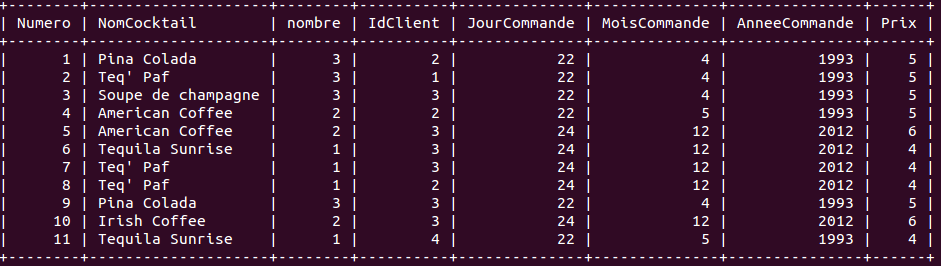 +--------+-------------------+--------+----------+--------------+--------------+---------------+------+
| Numero | NomCocktail       | nombre | IdClient | JourCommande | MoisCommande | AnneeCommande | Prix |
+--------+-------------------+--------+----------+--------------+--------------+---------------+------+
|      1 | Pina Colada       |      3 |        2 |           22 |            4 |          1993 |    5 |
|      2 | Teq' Paf          |      3 |        1 |           22 |            4 |          1993 |    5 |
|      3 | Soupe de champagne |      3 |        3 |           22 |            4 |          1993 |    5 |
|      4 | American Coffee   |      2 |        2 |           22 |            5 |          1993 |    5 |
|      5 | American Coffee   |      2 |        3 |           24 |           12 |          2012 |    6 |
|      6 | Tequila Sunrise   |      1 |        3 |           24 |           12 |          2012 |    4 |
|      7 | Teq' Paf          |      1 |        3 |           24 |           12 |          2012 |    4 |
|      8 | Teq' Paf          |      1 |        2 |           24 |           12 |          2012 |    4 |
|      9 | Pina Colada       |      3 |        3 |           22 |            4 |          1993 |    5 |
|     10 | Irish Coffee      |      2 |        3 |           24 |           12 |          2012 |    6 |
|     11 | Tequila Sunrise   |      1 |        4 |           22 |            5 |          1993 |    4 |
+--------+-------------------+--------+----------+--------------+--------------+---------------+------+